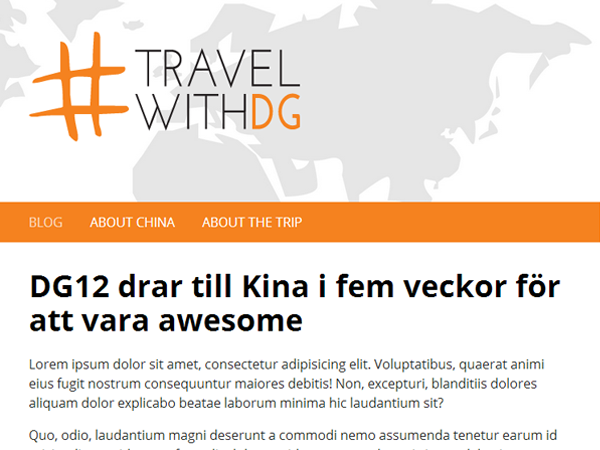 #TRAVEL
WITHDG
BLOG ABOUT CHINA ABOUT THE TRIP
DG12 drar till Kina i fem veckor för
att vara awesome
Lorem ipsum dolor sit amet, consectetur adipisicing elit. Voluptatibus, quaerat animi
eius fugit nostrum consequuntur maiores debitis! Non, excepturi, blanditiis dolores
aliquam dolor explicabo beatae laborum minima hic laudantium sit?
Quo, odio, laudantium magni deserunt a commodi nemo assumenda tenetur earum id